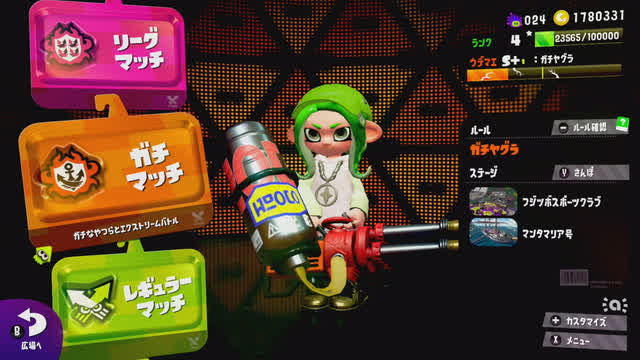 リーグ
マッチ
ガチ
マッチ
ガチなやつらとエクストリームバトル
レギュラー
マッチ
B
広場へ
024
1780331
ランク
4★
23565/100000
ウデマエ
S+
:ガチヤグラ
ルール
ルール確認
ガチヤグラ
ステージ
Y
さんぽ
フジツボスポーツクラブ
マンタマリア号
+ カスタマイズ
X メニュー